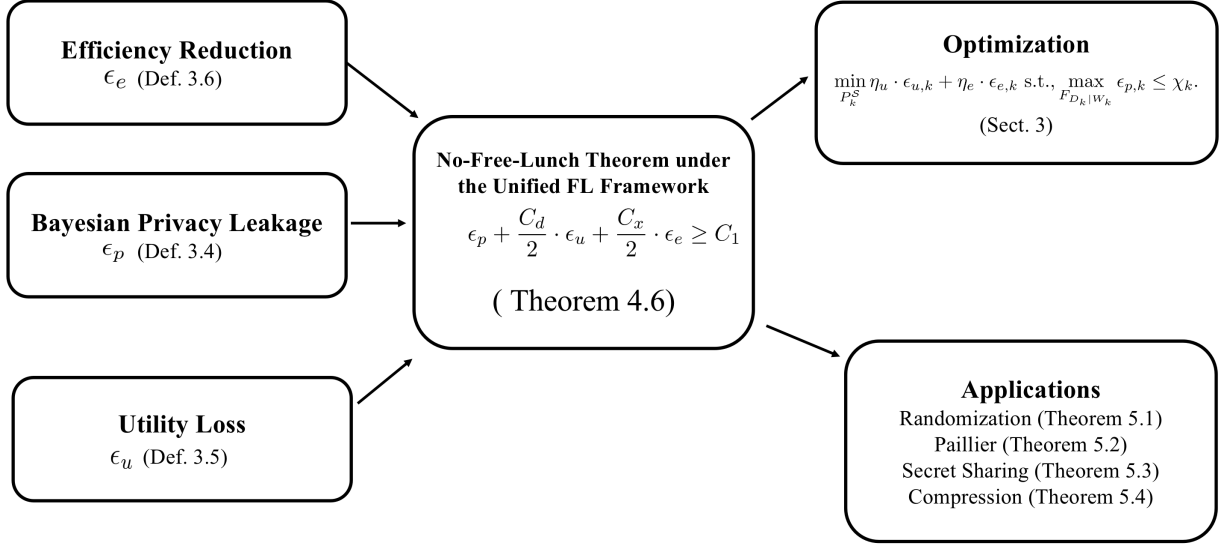 Efficiency Reduction
ϵ_e (Def. 3.6)
Bayesian Privacy Leakage
ϵ_p (Def. 3.4)
Utility Loss
ϵ_u (Def. 3.5)
No-Free-Lunch Theorem under
the Unified FL Framework
ϵ_p + C_d/2 · ϵ_u + C_x/2 · ϵ_e ≥ C_1
( Theorem 4.6)
Optimization
min_{P_k^S} η_u · ϵ_{u,k} + η_e · ϵ_{e,k} s.t., max_{F_{D_k|W_k}} ϵ_{p,k} ≤ χ_k.
(Sect. 3)
Applications
Randomization (Theorem 5.1)
Paillier (Theorem 5.2)
Secret Sharing (Theorem 5.3)
Compression (Theorem 5.4)